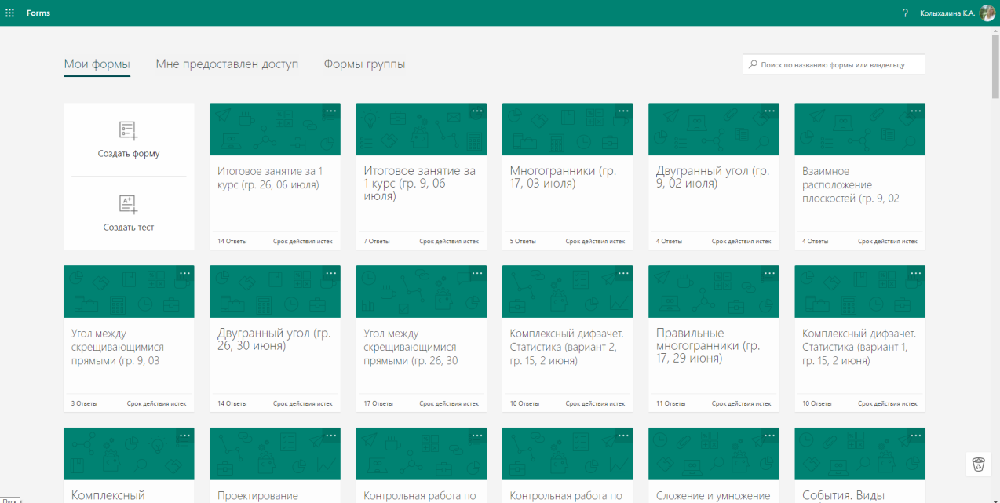 Forms
?
Колыхалина К.А.
Мои формы
Мне предоставлен доступ
Формы группы
Поиск по названию формы или владельцу
Создать форму
Создать тест
Итоговое занятие за 1
курс (гр. 26, 06 июля)
14 Ответы
Срок действия истек
Итоговое занятие за
1 курс (гр. 9, 06
июля)
7 Ответы
Срок действия истек
Многогранники (гр.
17, 03 июля)
5 Ответы
Срок действия истек
Двугранный угол (гр.
9, 02 июля)
4 Ответы
Срок действия истек
Взаимное
расположение
плоскостей (гр. 9, 02
4 Ответы
Срок действия истек
Угол между
скрещивающимися
прямыми (гр. 9, 03
3 Ответы
Срок действия истек
Двугранный угол (гр.
26, 30 июня)
14 Ответы
Срок действия истек
Угол между
скрещивающимися
прямыми (гр. 26, 30
17 Ответы
Срок действия истек
Комплексный дифзачет.
Статистика (вариант 2,
гр. 15, 2 июня)
10 Ответы
Срок действия истек
Правильные
многогранники (гр.
17, 29 июня)
11 Ответы
Срок действия истек
Комплексный дифзачет.
Статистика (вариант 1,
гр. 15, 2 июня)
10 Ответы
Срок действия истек
Комплексный
Проектирование
Контрольная работа по
Контрольная работа по
Сложение и умножение
События. Виды
Пуск